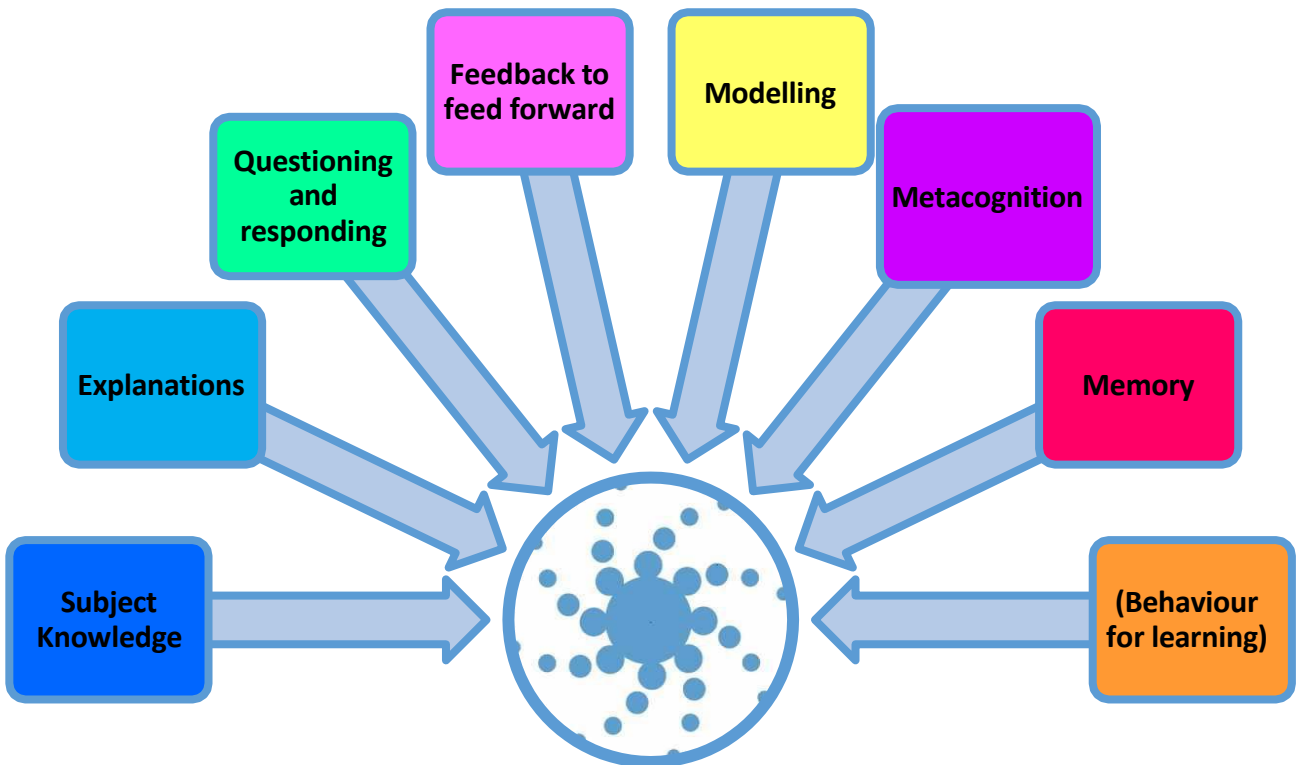 Feedback to
feed forward
Modelling
Questioning
and
responding
Metacognition
Explanations
Memory
Subject
Knowledge
(Behaviour
for learning)